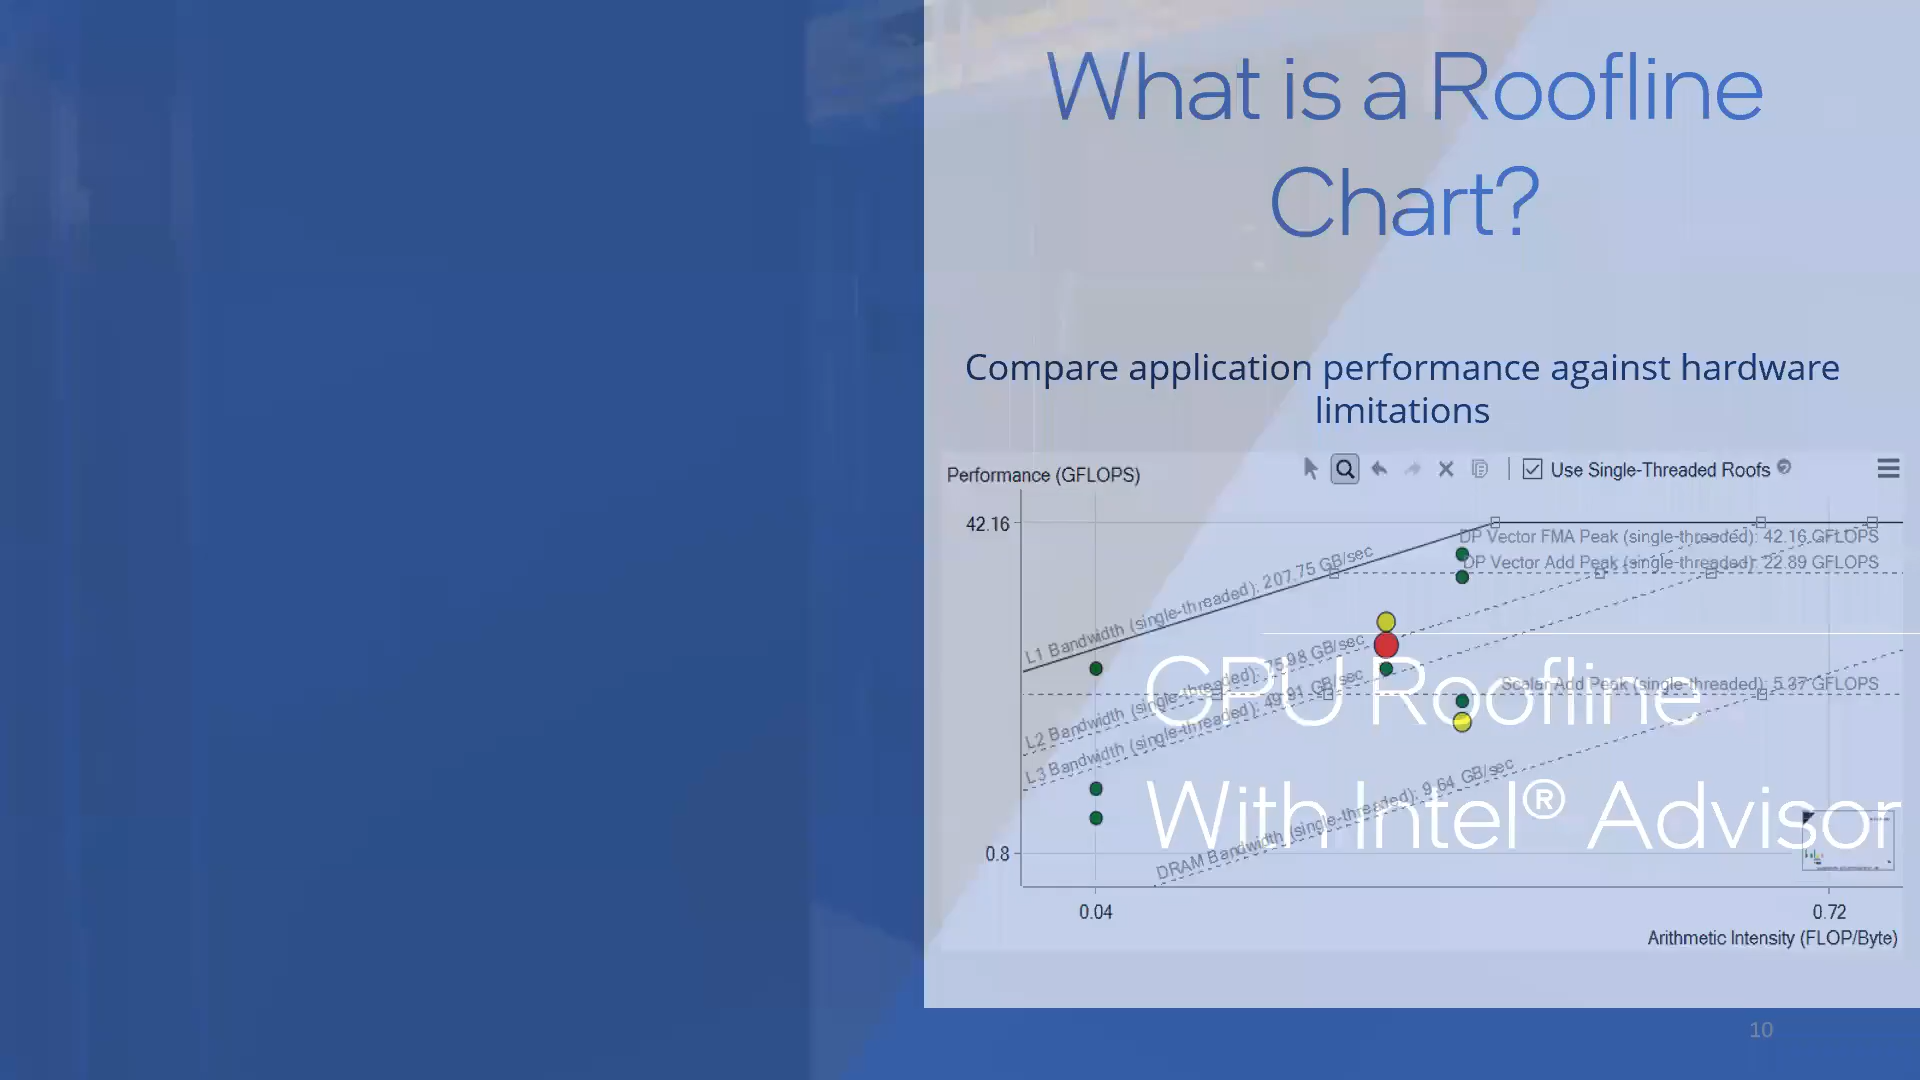 What is a Roofline
Chart?
Compare application performance against hardware
limitations
Performance (GFLOPS)
Use Single-Threaded Roofs
42.16
DP Vector FMA Peak (single-threaded): 42.16 GFLOPS
DP Vector Add Peak (single-threaded): 22.89 GFLOPS
L1 Bandwidth (single-threaded): 207.75 GB/sec
L2 Bandwidth (single-threaded): 75.98 GB/sec
L3 Bandwidth (single-threaded): 49.91 GB/sec
Scalar Add Peak (single-threaded): 5.37 GFLOPS
GPU Roofline
With Intel® Advisor
DRAM Bandwidth (single-threaded): 9.64 GB/sec
0.8
0.04
0.72
Arithmetic Intensity (FLOP/Byte)
10